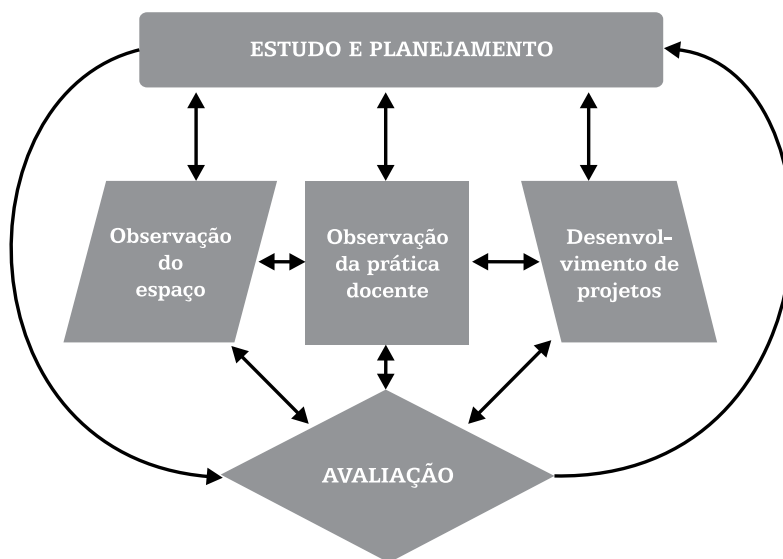 ESTUDO E PLANEJAMENTO
Observação
do
espaço
Observação
da prática
docente
Desenvol-
vimento de
projetos
AVALIAÇÃO